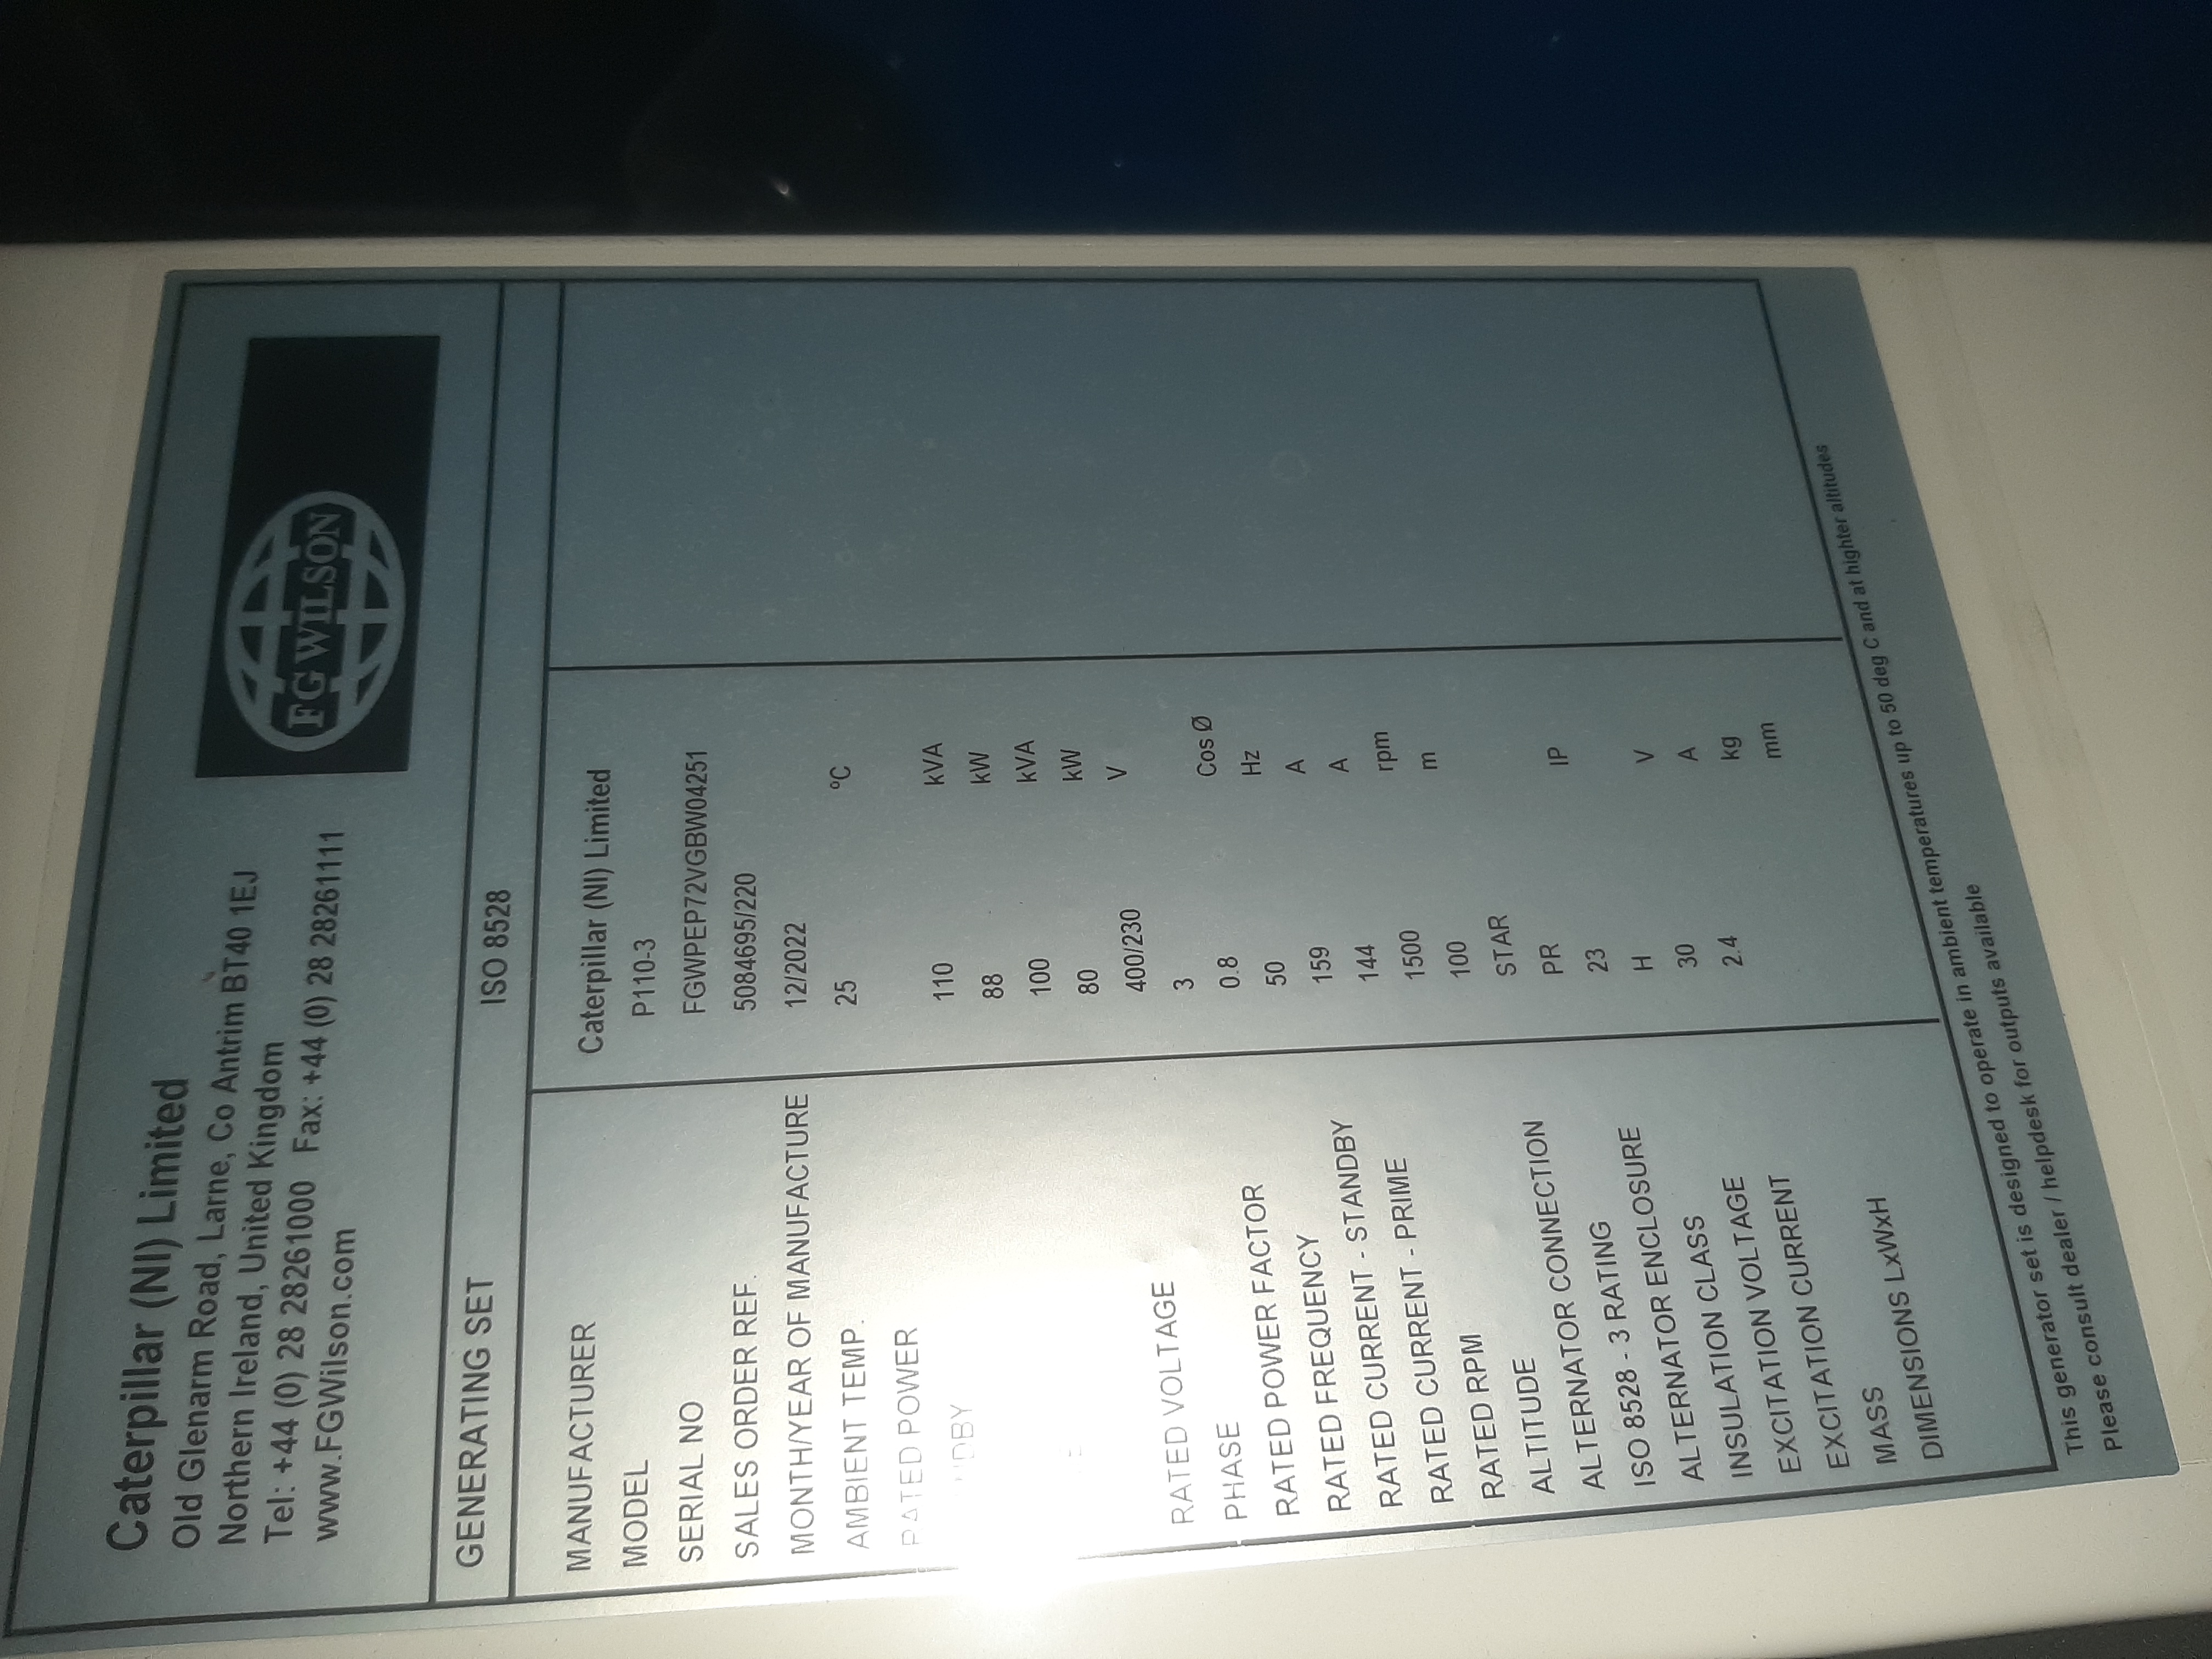 Caterpillar (NI) Limited
Old Glenarm Road, Larne, Co Antrim BT40 1EJ
Northern Ireland, United Kingdom
Tel: +44 (0) 28 28261000 Fax: +44 (0) 28 28261111
www.FGWilson.com
FG WILSON
GENERATING SET ISO 8528
MANUFACTURER Caterpillar (NI) Limited
MODEL P110-3
SERIAL NO FGWPEP72VGBW04251
SALES ORDER REF. 5084695/220
MONTH/YEAR OF MANUFACTURE 12/2022
AMBIENT TEMP. 25 ºC
RATED POWER
110 kVA
88 kW
100 kVA
80 kW
RATED VOLTAGE 400/230 V
PHASE 3
RATED POWER FACTOR 0.8 Cos Ø
RATED FREQUENCY 50 Hz
RATED CURRENT - STANDBY 159 A
RATED CURRENT - PRIME 144 A
RATED RPM 1500 rpm
ALTITUDE 100 m
ALTERNATOR CONNECTION STAR
ISO 8528 - 3 RATING PR
ALTERNATOR ENCLOSURE 23 IP
INSULATION CLASS H
EXCITATION VOLTAGE 30 V
EXCITATION CURRENT 2.4 A
MASS kg
DIMENSIONS LxWxH mm
This generator set is designed to operate in ambient temperatures up to 50 deg C and at highter altitudes
Please consult dealer / helpdesk for outputs available